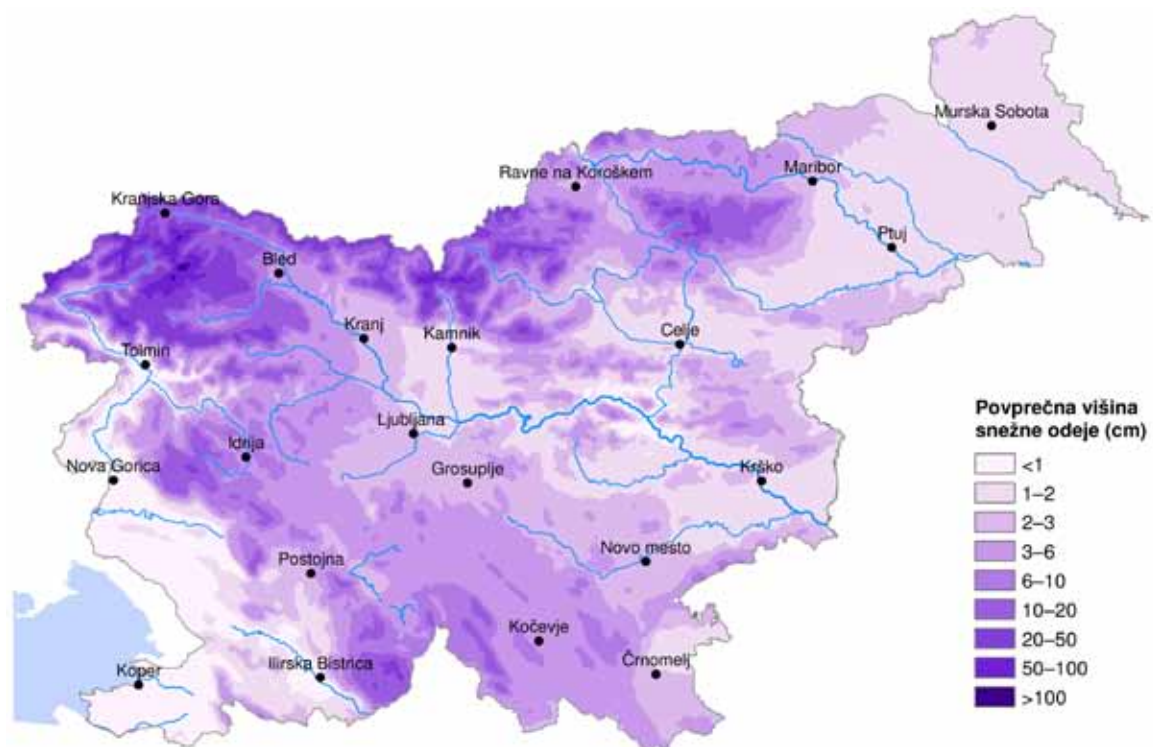 Murska Sobota
Ravne na Koroškem
Maribor
Kranjska Gora
Ptuj
Bled
Kranj
Kamnik
Celje
Tolmin
Ljubljana
Idrija
Nova Gorica
Grosuplje
Krško
Postojna
Novo mesto
Kočevje
Koper
Ilirska Bistrica
Črnomelj
Povprečna višina
snežne odeje (cm)
<1
1–2
2–3
3–6
6–10
10–20
20–50
50–100
>100